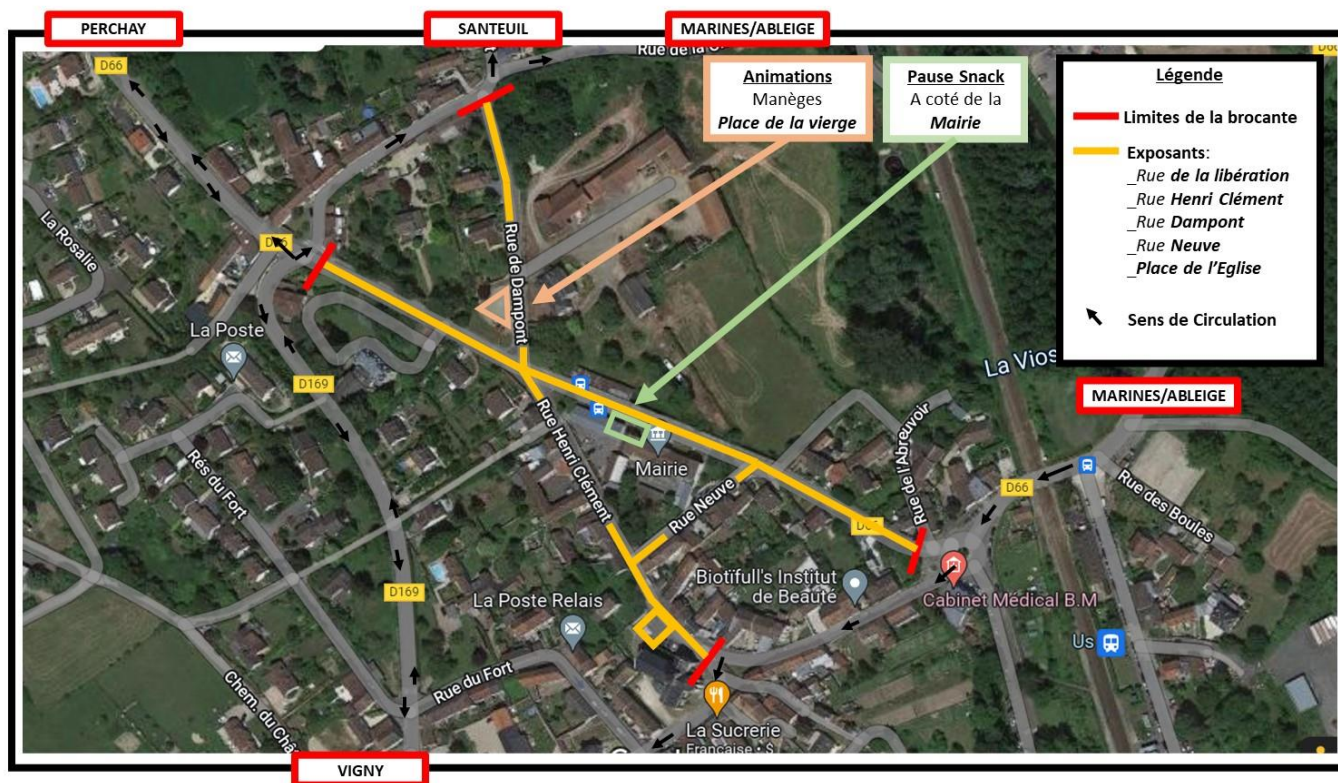 PERCHAY
SANTEUIL
MARINES/ABLEIGE
D66
Rue de la
Animations
Manèges
Place de la vierge
Pause Snack
A coté de la
Mairie
Légende
Limites de la brocante
Exposants:
_Rue de la libération
_Rue Henri Clément
_Rue Dampont
_Rue Neuve
_Place de l'Eglise
Sens de Circulation
La Rosalie
Rue de Dampont
La Poste
D169
La Vios
MARINES/ABLEIGE
Rue Henri Clément
Mairie
Rue de l'Abreuvoir
Rés du Fort
Rue Neuve
D66
Rue des Boules
Biotïfull's Institut
de Beauté
Cabinet Médical B.M
D169
La Poste Relais
Us
Rue du Fort
Chem. du
La Sucrerie
Française
VIGNY